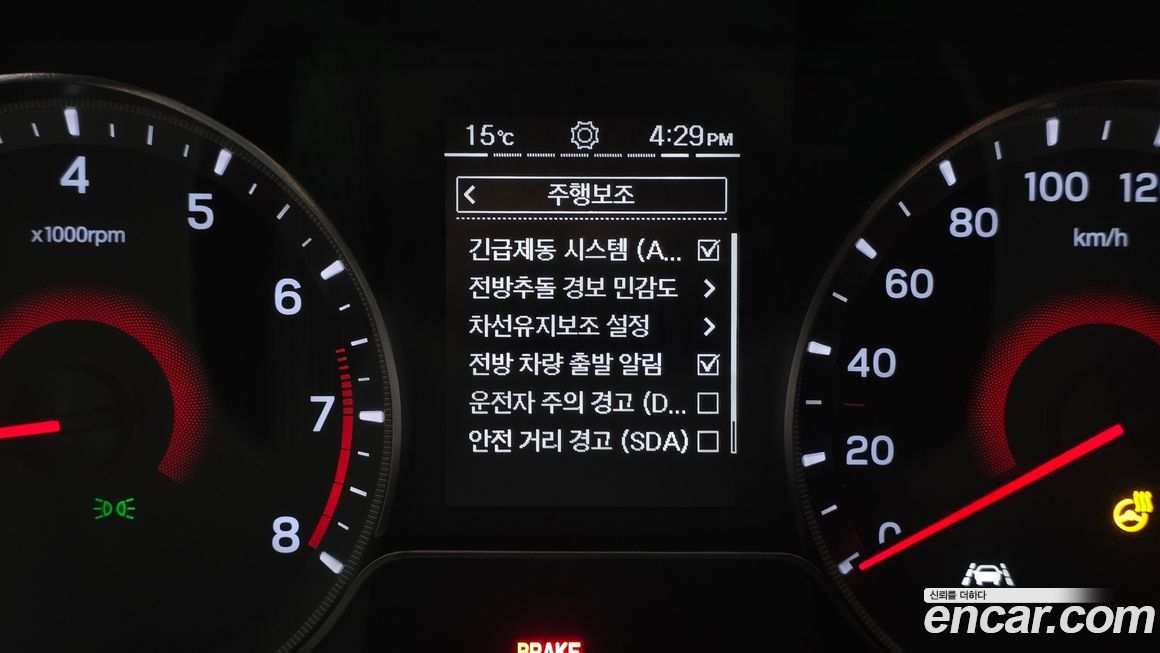 15℃ 4:29PM
주행보조
긴급제동 시스템 (A...
전방추돌 경보 민감도
차선유지보조 설정
전방 차량 출발 알림
운전자 주의 경고 (D...
안전 거리 경고 (SDA)
4
5
6
7
8
x1000rpm
0
20
40
60
80
100
12
km/h
BRAKE
신뢰를 더하다
encar.com